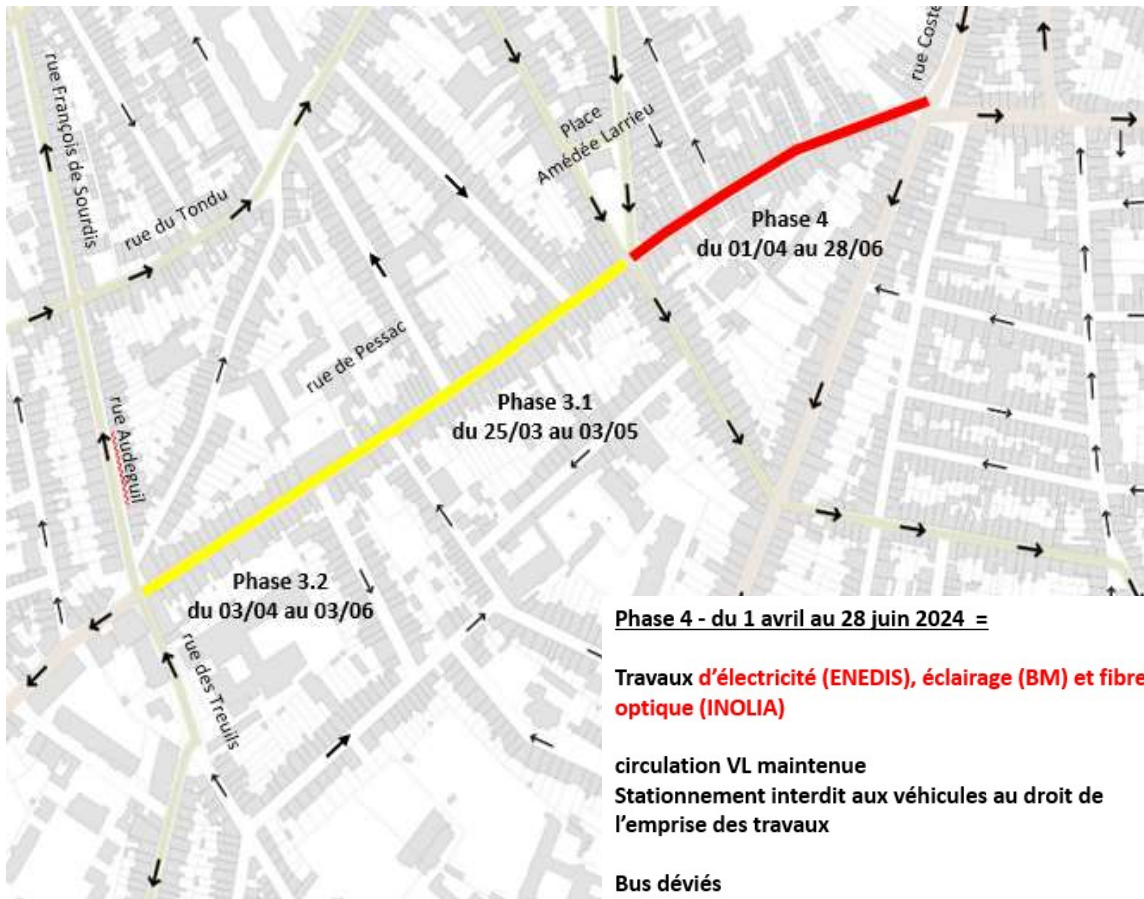 rue François de Sourdis
rue du Tondu
Place
Amédée Larrieu
rue Coste
Phase 4
du 01/04 au 28/06
rue de Pessac
Phase 3.1
du 25/03 au 03/05
rue Audeguil
Phase 3.2
du 03/04 au 03/06
rue des Treuils
Phase 4 - du 1 avril au 28 juin 2024 =
Travaux d’électricité (ENEDIS), éclairage (BM) et fibre
optique (INOLIA)
circulation VL maintenue
Stationnement interdit aux véhicules au droit de
l’emprise des travaux
Bus déviés